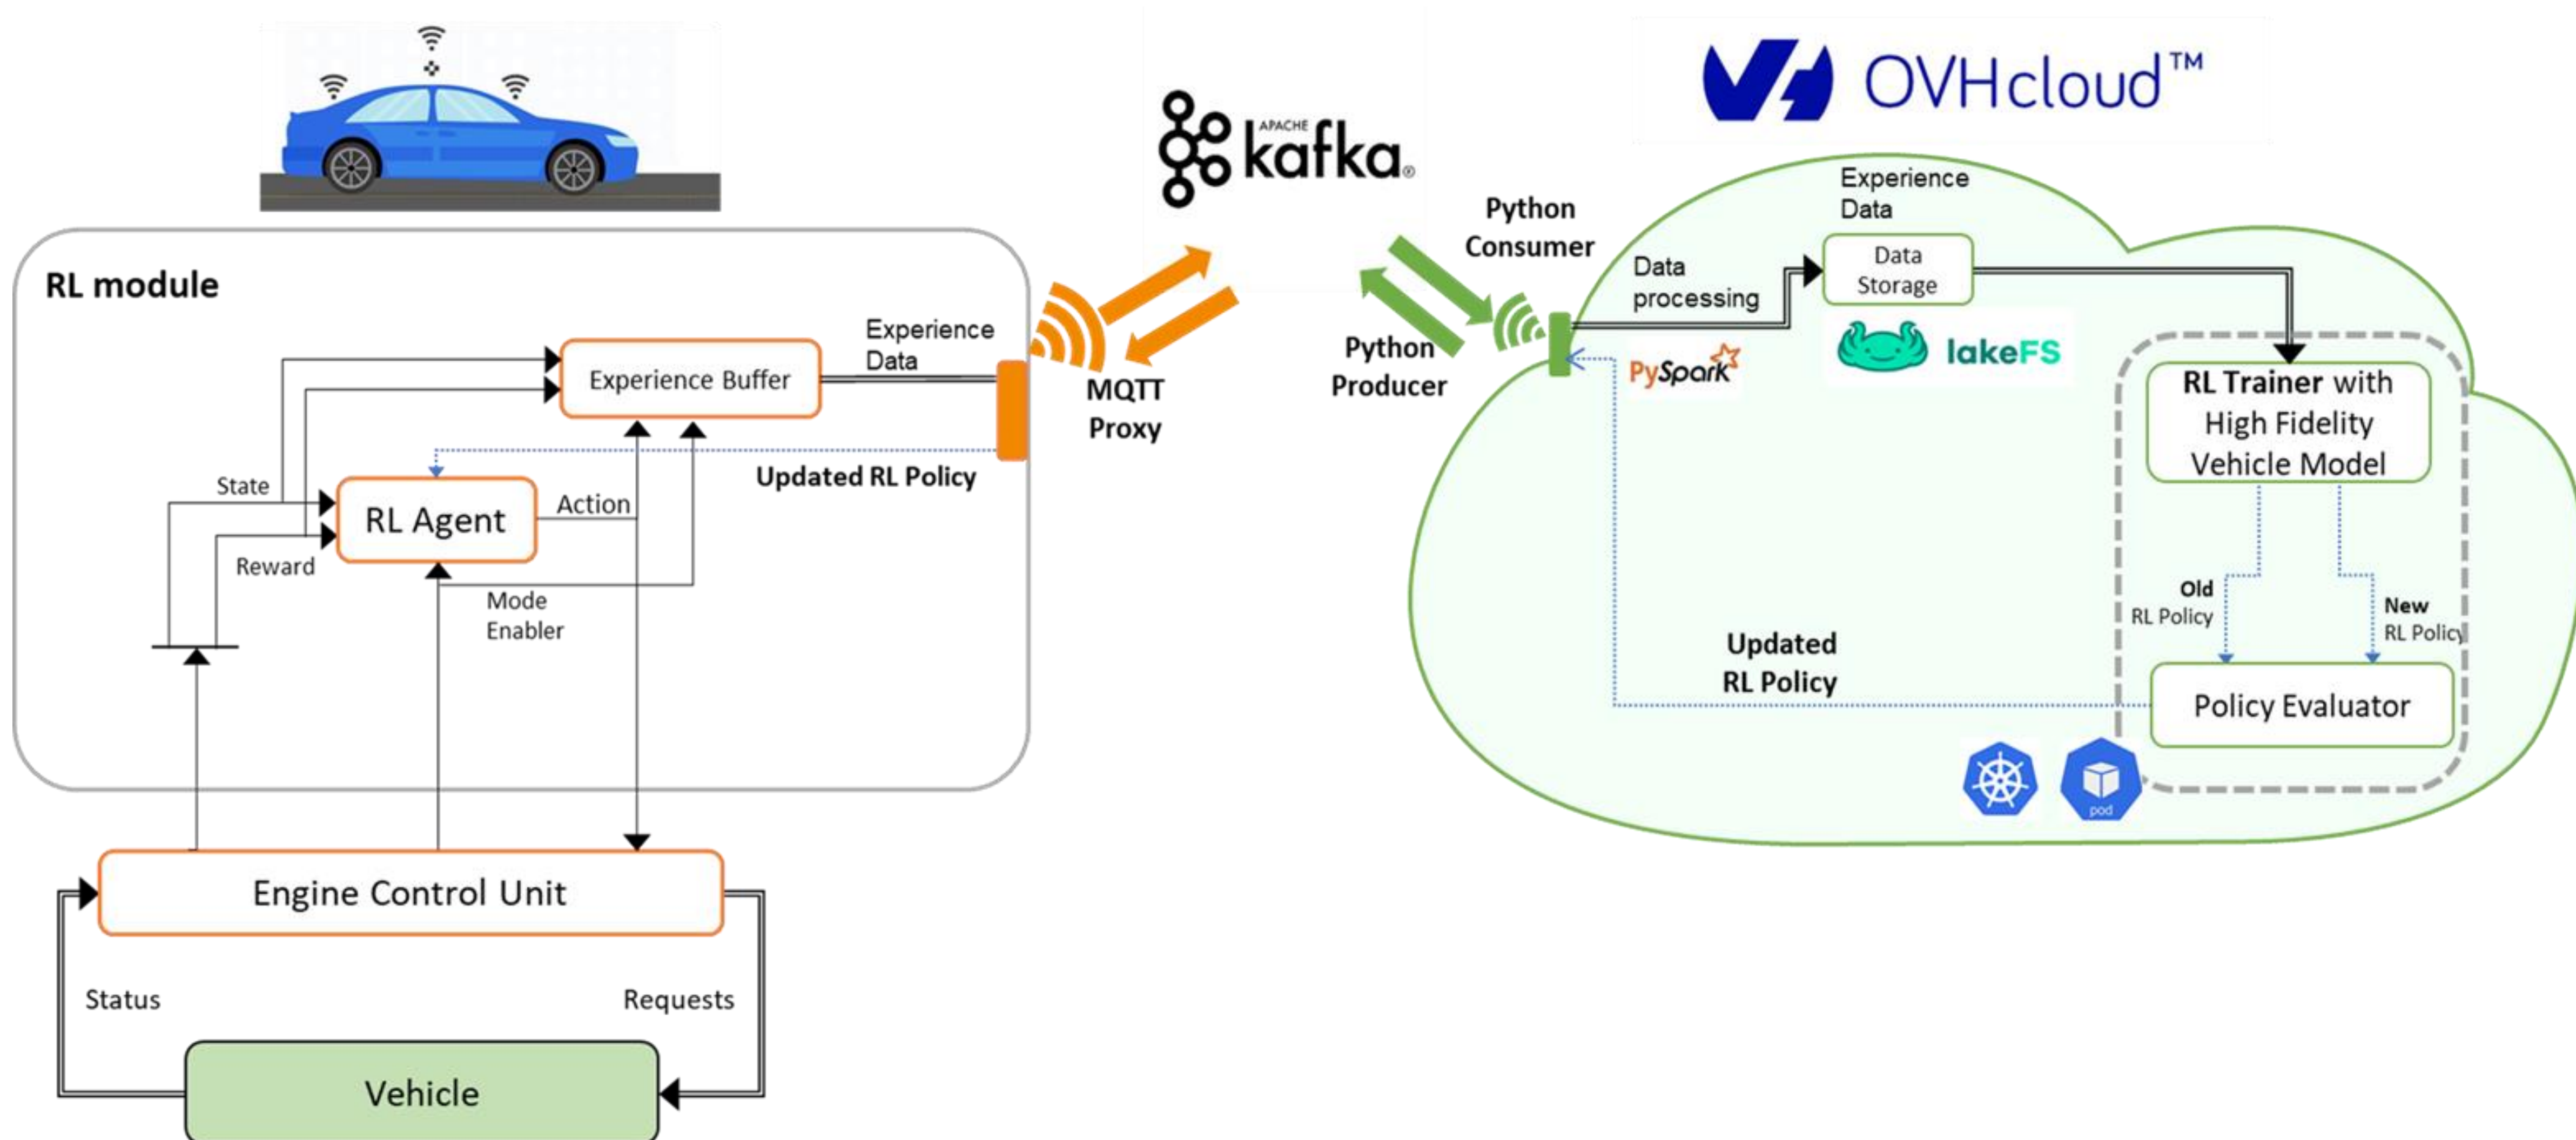 OVHcloud™
APACHE
kafka®
RL module
Experience
Data
Experience Buffer
MQTT
Proxy
Updated RL Policy
State
RL Agent
Action
Reward
Mode
Enabler
Engine Control Unit
Status
Requests
Vehicle
Python
Consumer
Python
Producer
Experience
Data
Data
processing
Data
Storage
PySpark
lakeFS
RL Trainer with
High Fidelity
Vehicle Model
Old
RL Policy
New
RL Policy
Updated
RL Policy
Policy Evaluator
pod